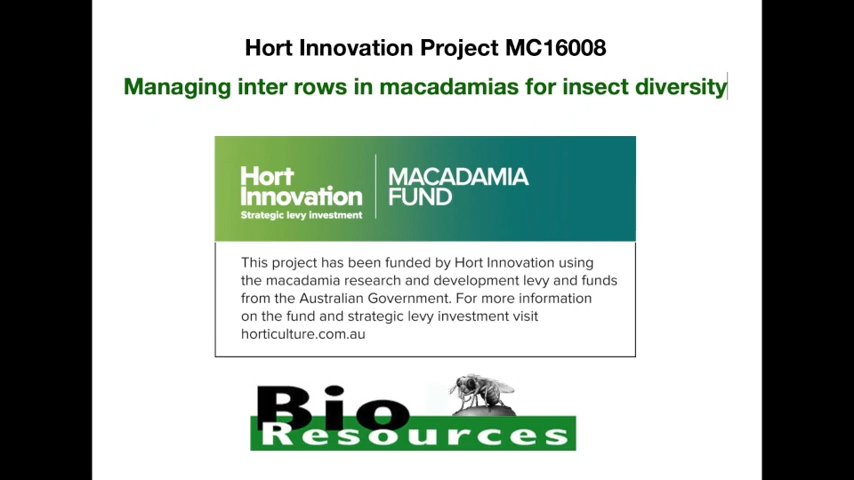 Hort Innovation Project MC16008
Managing inter rows in macadamias for insect diversity
Hort
Innovation
Strategic levy investment
MACADAMIA
FUND
This project has been funded by Hort Innovation using
the macadamia research and development levy and funds
from the Australian Government. For more information
on the fund and strategic levy investment visit
horticulture.com.au
Bio
Resources